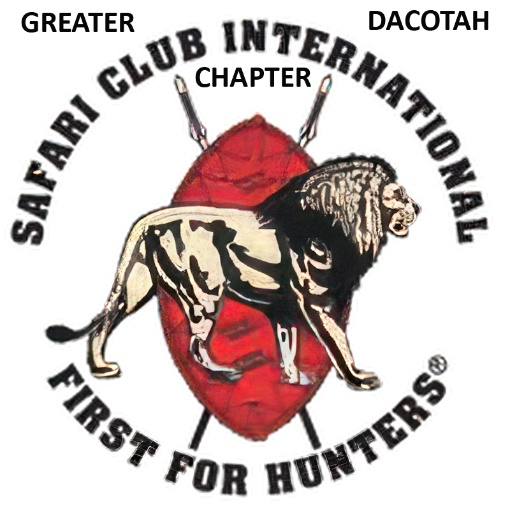 GREATER DACOTAH
CHAPTER
SAFARI CLUB INTERNATIONAL
FIRST FOR HUNTERS®